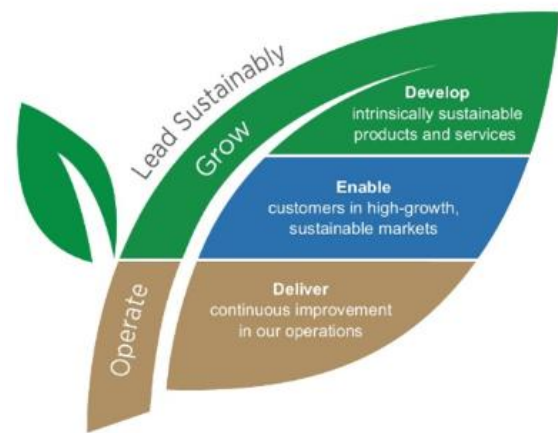 Lead Sustainably
Grow
Develop
intrinsically sustainable
products and services
Enable
customers in high-growth,
sustainable markets
Operate
Deliver
continuous improvement
in our operations